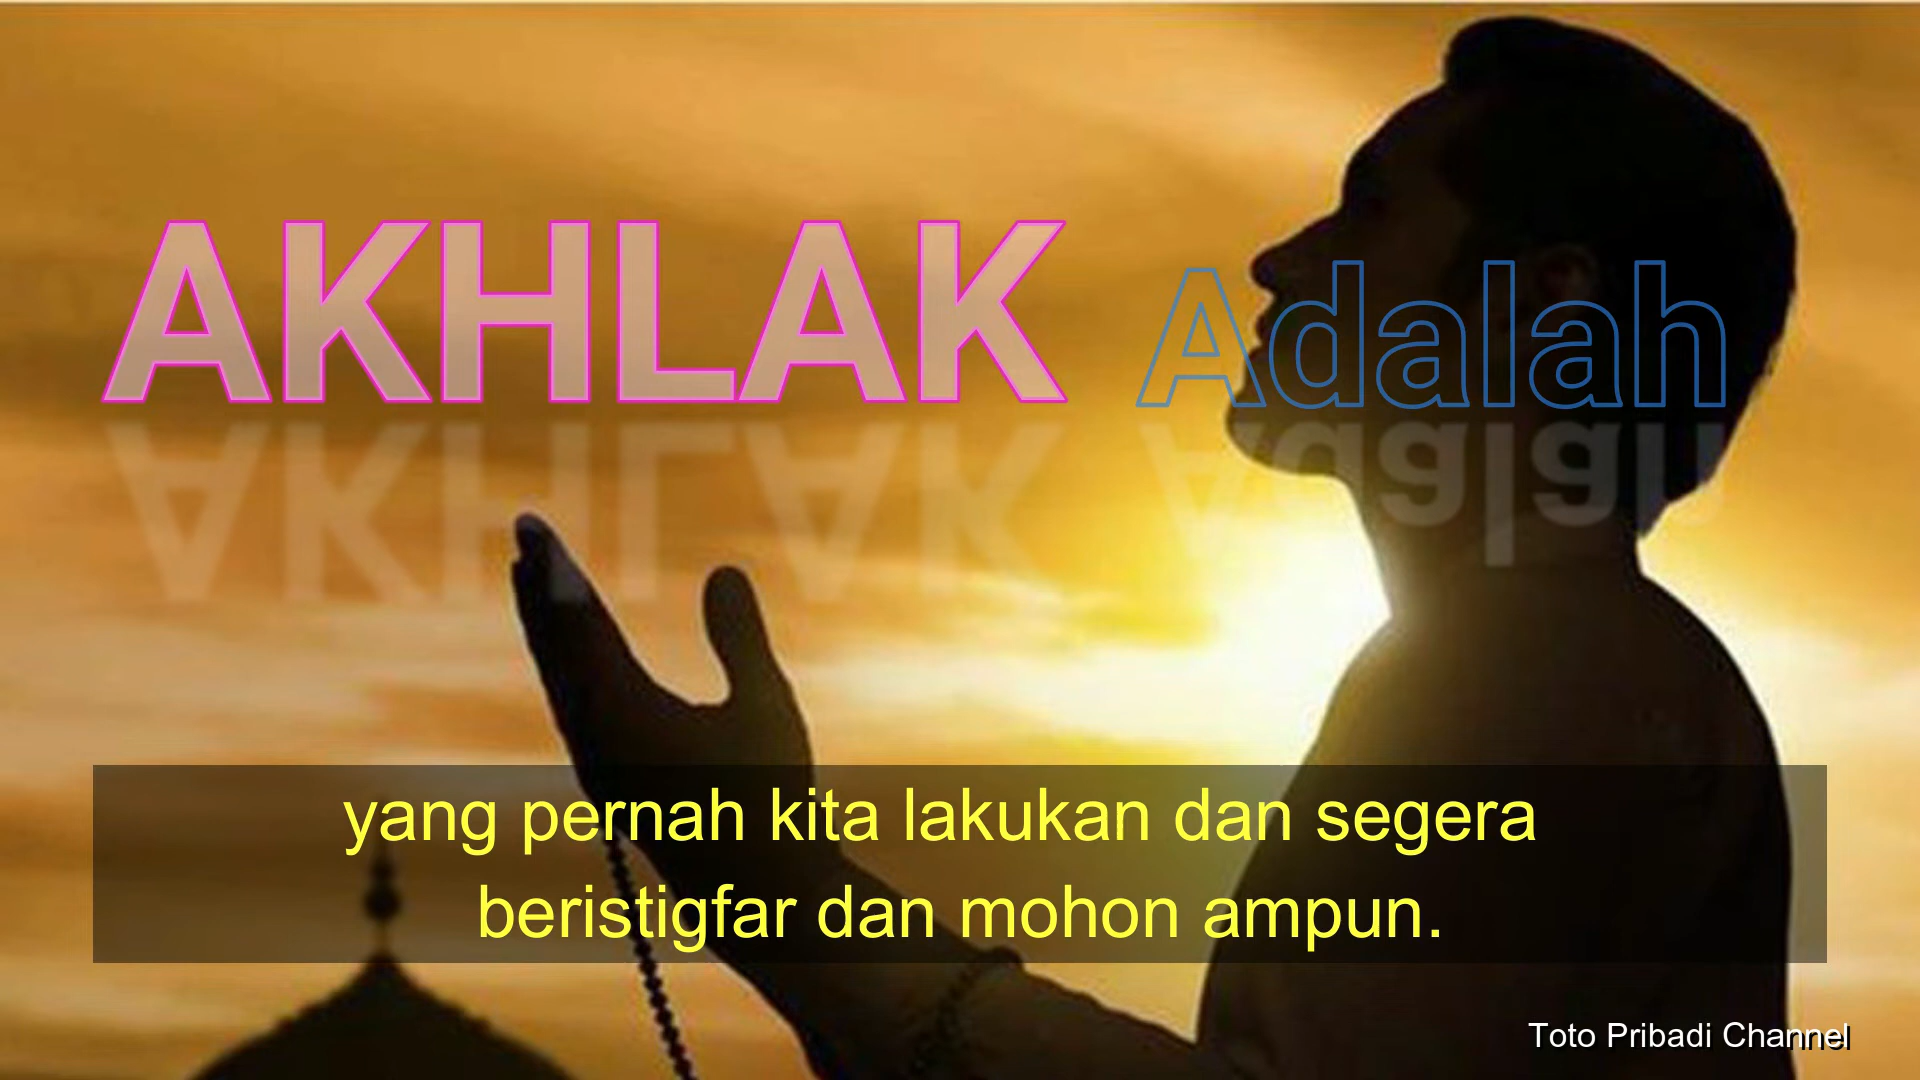 AKHLAK Adalah
yang pernah kita lakukan dan segera
beristigfar dan mohon ampun.
Toto Pribadi Channel